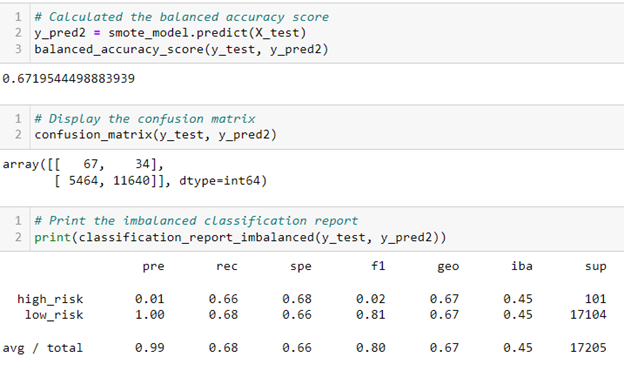 1 # Calculated the balanced accuracy score
2 y_pred2 = smote_model.predict(X_test)
3 balanced_accuracy_score(y_test, y_pred2)
0.6719544498883939
1 # Display the confusion matrix
2 confusion_matrix(y_test, y_pred2)
array([[   67,    34],
       [ 5464, 11640]], dtype=int64)
1 # Print the imbalanced classification report
2 print(classification_report_imbalanced(y_test, y_pred2))
pre rec spe f1 geo iba sup
high_risk 0.01 0.66 0.68 0.02 0.67 0.45 101
low_risk 1.00 0.68 0.66 0.81 0.67 0.45 17104
avg / total 0.99 0.68 0.66 0.80 0.67 0.45 17205